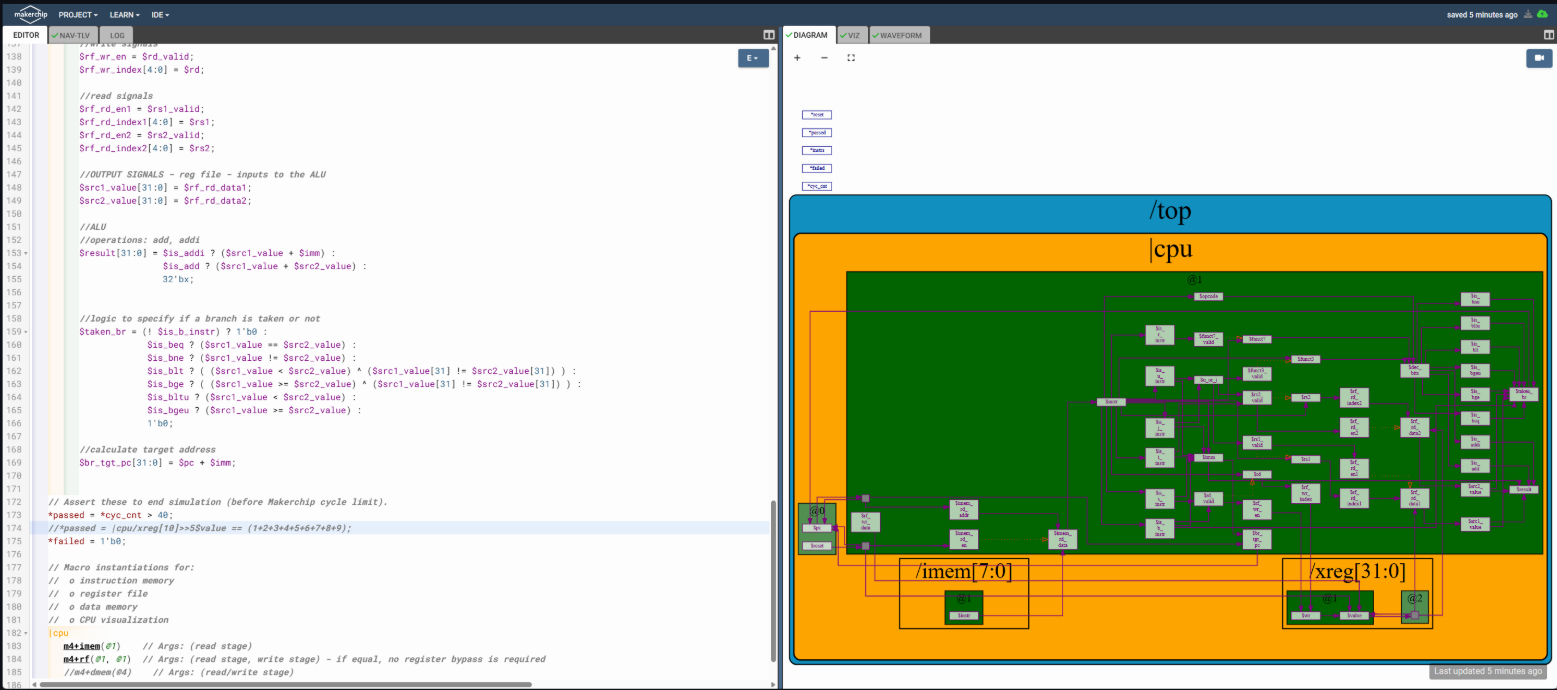 makerchip PROJECT LEARN IDE saved 5 minutes ago
EDITOR NAV-TLV LOG
137 //write signals
138 $rf_wr_en = $rd_valid;
139 $rf_wr_index[4:0] = $rd;
140
141 //read signals
142 $rf_rd_en1 = $rs1_valid;
143 $rf_rd_index1[4:0] = $rs1;
144 $rf_rd_en2 = $rs2_valid;
145 $rf_rd_index2[4:0] = $rs2;
146
147 //OUTPUT SIGNALS - reg file - inputs to the ALU
148 $src1_value[31:0] = $rf_rd_data1;
149 $src2_value[31:0] = $rf_rd_data2;
150
151 //ALU
152 //operations: add, addi
153 $result[31:0] = $is_addi ? ($src1_value + $imm) :
154 $is_add ? ($src1_value + $src2_value) :
155 32'bx;
156
157
158 //logic to specify if a branch is taken or not
159 $taken_br = (! $is_b_instr) ? 1'b0 :
160 $is_beq ? ($src1_value == $src2_value) :
161 $is_bne ? ($src1_value != $src2_value) :
162 $is_blt ? ( ($src1_value < $src2_value) ^ ($src1_value[31] != $src2_value[31]) ) :
163 $is_bge ? ( ($src1_value >= $src2_value) ^ ($src1_value[31] != $src2_value[31]) ) :
164 $is_bltu ? ($src1_value < $src2_value) :
165 $is_bgeu ? ($src1_value >= $src2_value) :
166 1'b0;
167
168 //calculate target address
169 $br_tgt_pc[31:0] = $pc + $imm;
170
171
172 // Assert these to end simulation (before Makerchip cycle limit).
173 *passed = *cyc_cnt > 40;
174 //*passed = |cpu/xreg[10]>>5$value == (1+2+3+4+5+6+7+8+9);
175 *failed = 1'b0;
176
177 // Macro instantiations for:
178 // o instruction memory
179 // o register file
180 // o data memory
181 // o CPU visualization
182 |cpu
183 m4+imem(@1) // Args: (read stage)
184 m4+rf(@1, @1) // Args: (read stage, write stage) - if equal, no register bypass is required
185 //m4+dmem(@4) // Args: (read/write stage)
186
E
DIAGRAM VIZ WAVEFORM
+ −
*reset
*passed
*failed
*cyc_cnt
/top
|cpu
@1
$opcode
$instr
$imm
$rs2
$rs1
$rd
$result
@0
$pc
$reset
/imem[7:0]
@1
$instr
/xreg[31:0]
@1
$wr
$value
@2
Last updated 5 minutes ago